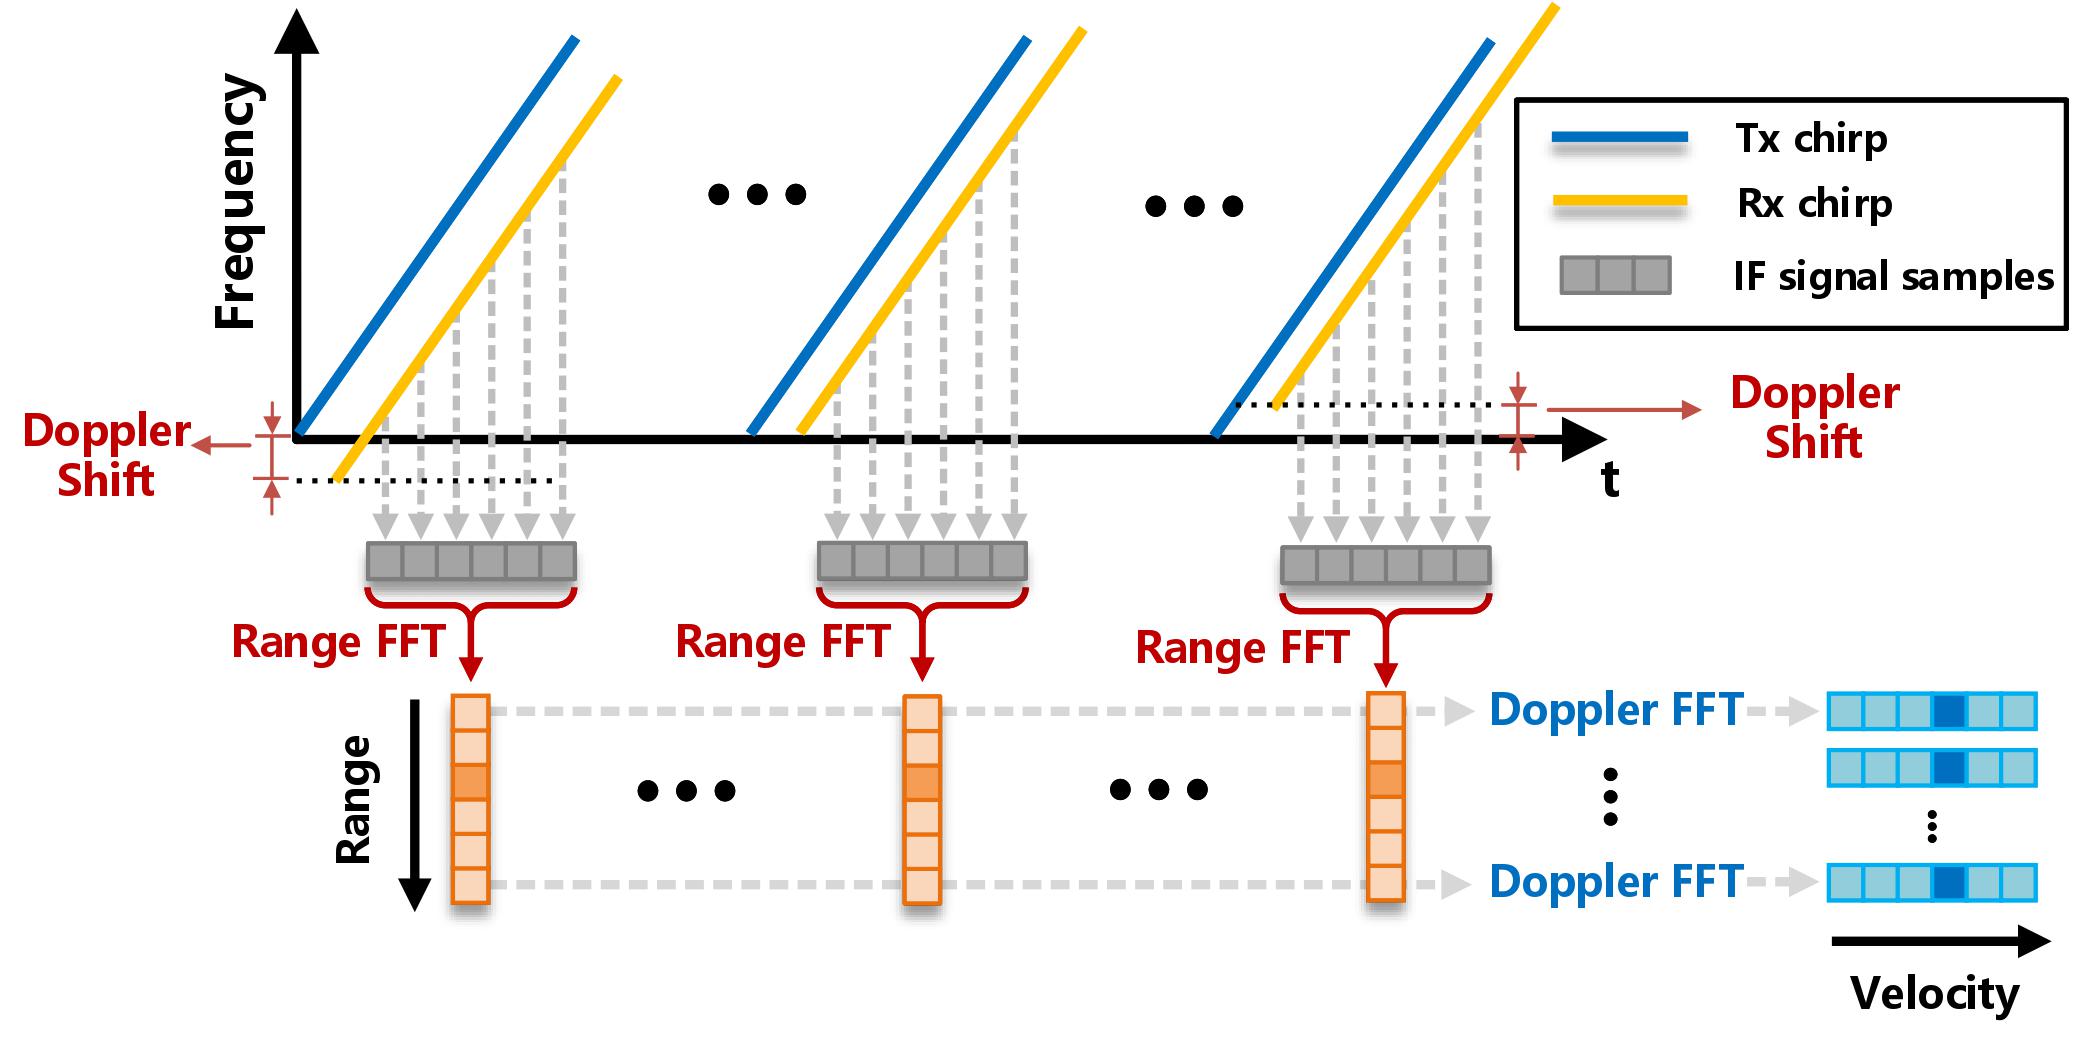 Frequency
Tx chirp
Rx chirp
IF signal samples
Doppler
Shift
Doppler
Shift
t
Range FFT
Range FFT
Range FFT
Range
Doppler FFT
Doppler FFT
Velocity